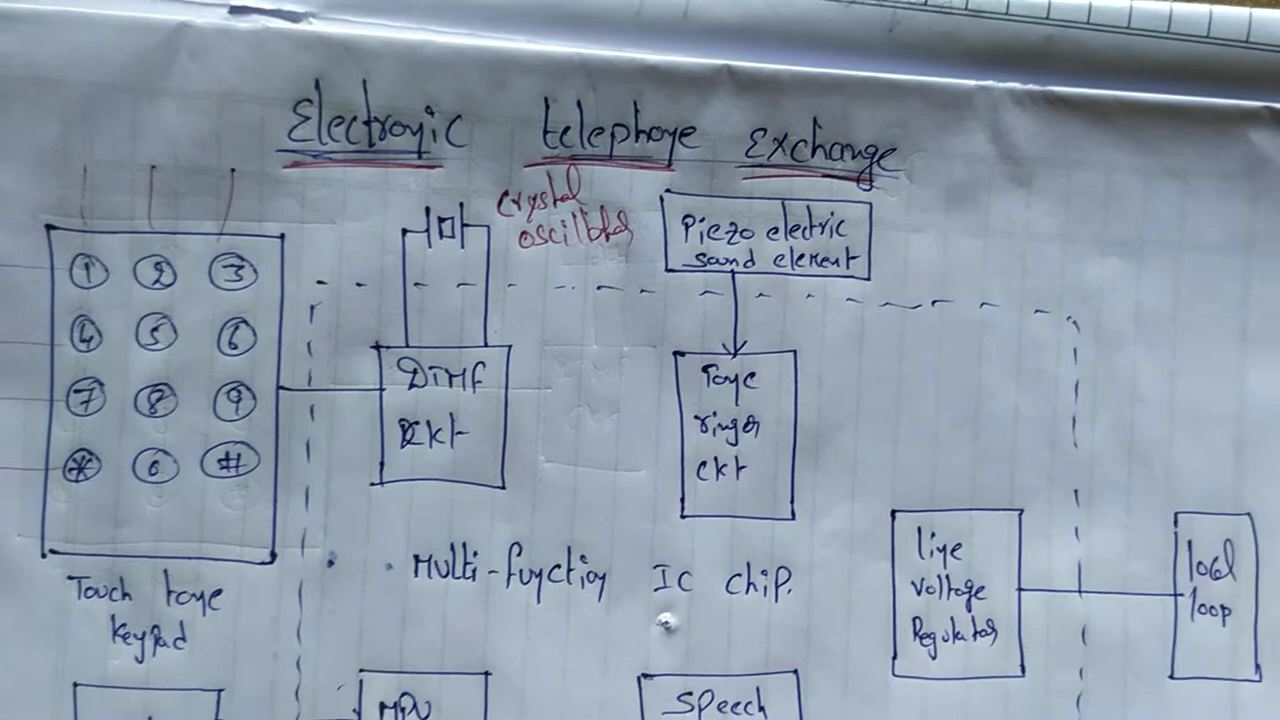 Electronic telephone Exchange
crystal
oscillator
Piezo electric
sound element
1 2 3
4 5 6
7 8 9
* 0 #
DTMF
ckt
Tone
ringer
ckt
Multi-function IC chip.
line
voltage
Regulator
local
loop
Touch tone
keypad
MPU
Speech